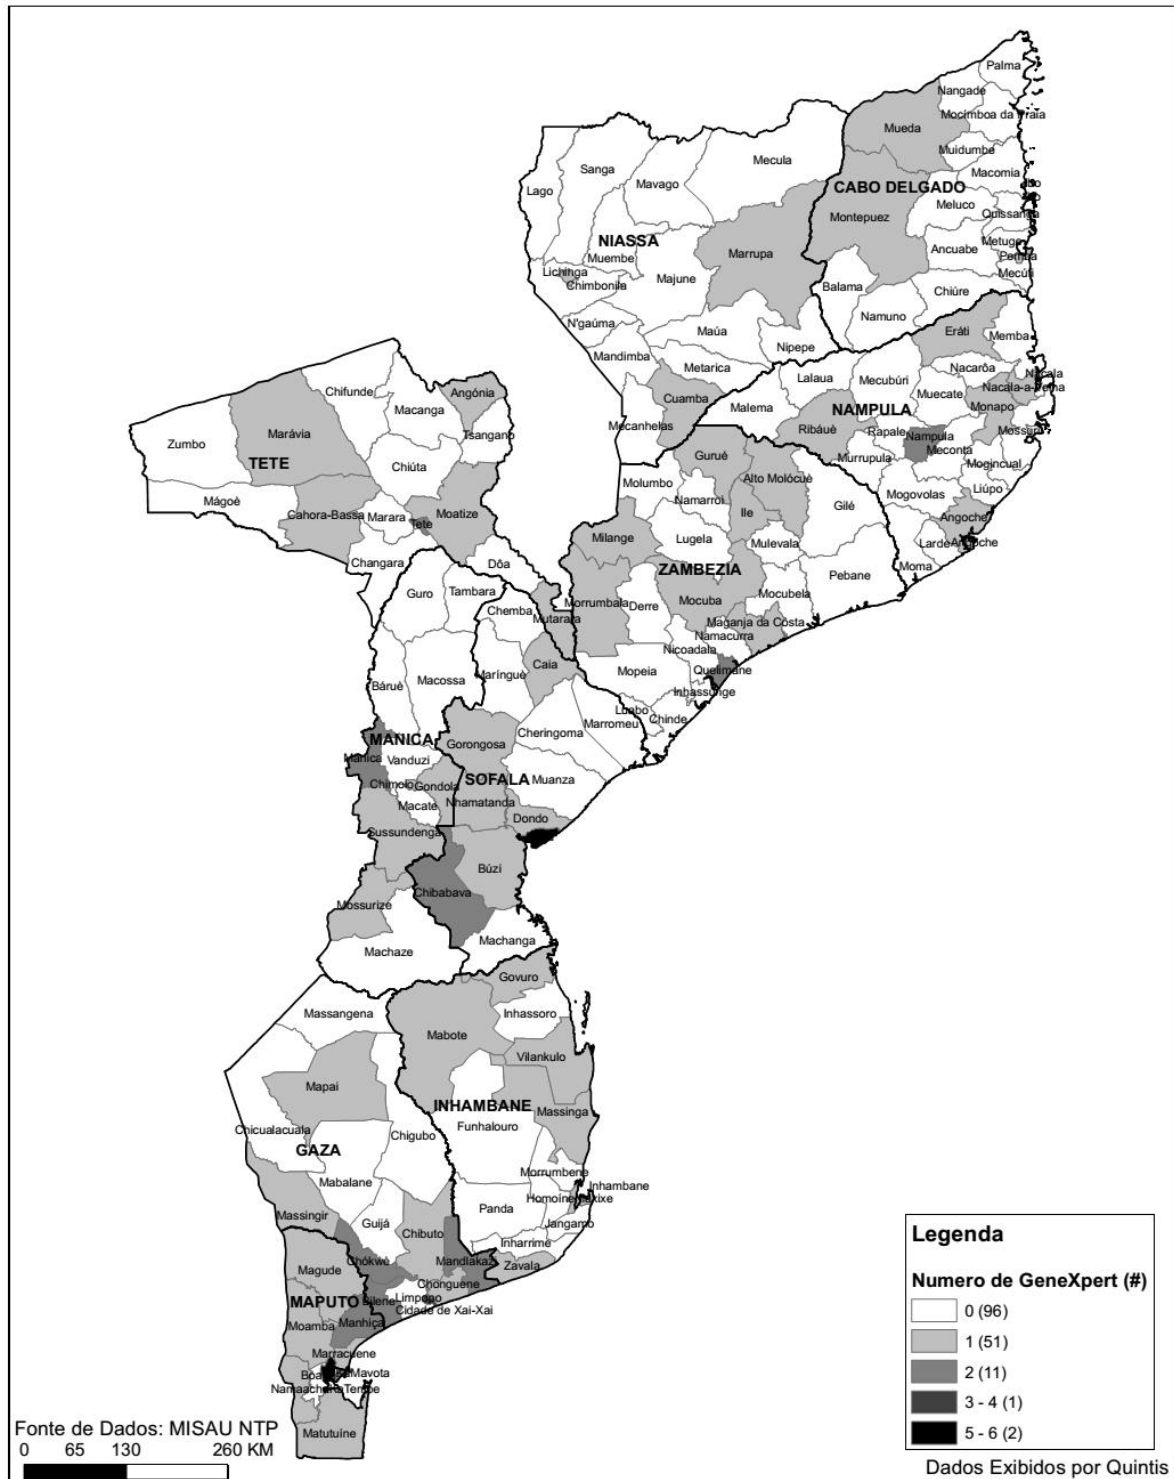 Palma
Nangade
Mocimboa da Praia
Mueda
Muidumbe
Mecula
Sanga
Macomia
Mavago
Lago
CABO DELGADO
Meluco
Quissanga
Montepuez
NIASSA
Metuge
Ancuabe
Marrupa
Muembe
Pemba
Lichinga
Mecúfi
Majune
Chimbonila
Balama
Chiúre
Namuno
N'gaúma
Maúa
Eráti
Memba
Nipepe
Mandimba
Metarica
Nacarôa
Nacala
Lalaua
Mecubúri
Nacala-a-Velha
Muecate
Cuamba
Malema
NAMPULA
Monapo
Mecanhelas
Ribáuè
Rapale
Nampula
Mossuril
Meconta
Murrupula
Mogincual
Liúpo
Mogovolas
Angoche
Larde
Angoche
Moma
Gurué
Alto Molócuè
Molumbo
Namarroi
Gilé
Ile
Milange
Lugela
Mulevala
ZAMBEZIA
Pebane
Mocubela
Morrumbala
Derre
Mocuba
Maganja da Costa
Namacurra
Nicoadala
Mopeia
Quelimane
Inhassunge
Luabo
Chinde
Chifunde
Angónia
Macanga
Zumbo
Marávia
Tsangano
TETE
Chiúta
Mágoè
Cahora-Bassa
Marara
Moatize
Tete
Changara
Dôa
Guro
Tambara
Chemba
Mutarara
Caia
Maríngué
Macossa
Báruè
Marromeu
Cheringoma
MANICA
Gorongosa
Manica
Vanduzi
SOFALA
Muanza
Chimoio
Gondola
Macate
Nhamatanda
Dondo
Sussundenga
Búzi
Chibabava
Mossurize
Machanga
Machaze
Govuro
Massangena
Inhassoro
Mabote
Vilankulo
Mapai
INHAMBANE
Massinga
Funhalouro
Chicualacuala
Chigubo
GAZA
Morrumbene
Mabalane
Inhambane
Homoíne
Massingir
Panda
Jangamo
Guijá
Chibuto
Inharrime
Chókwè
Mandlakazi
Zavala
Magude
Chonguene
Limpopo
MAPUTO
Bilene
Cidade de Xai-Xai
Moamba
Manhiça
Marracuene
Mavota
Matutuíne
Legenda
Numero de GeneXpert (#)
0 (96)
1 (51)
2 (11)
3 - 4 (1)
5 - 6 (2)
Fonte de Dados: MISAU NTP
0 65 130 260 KM
Dados Exibidos por Quintis